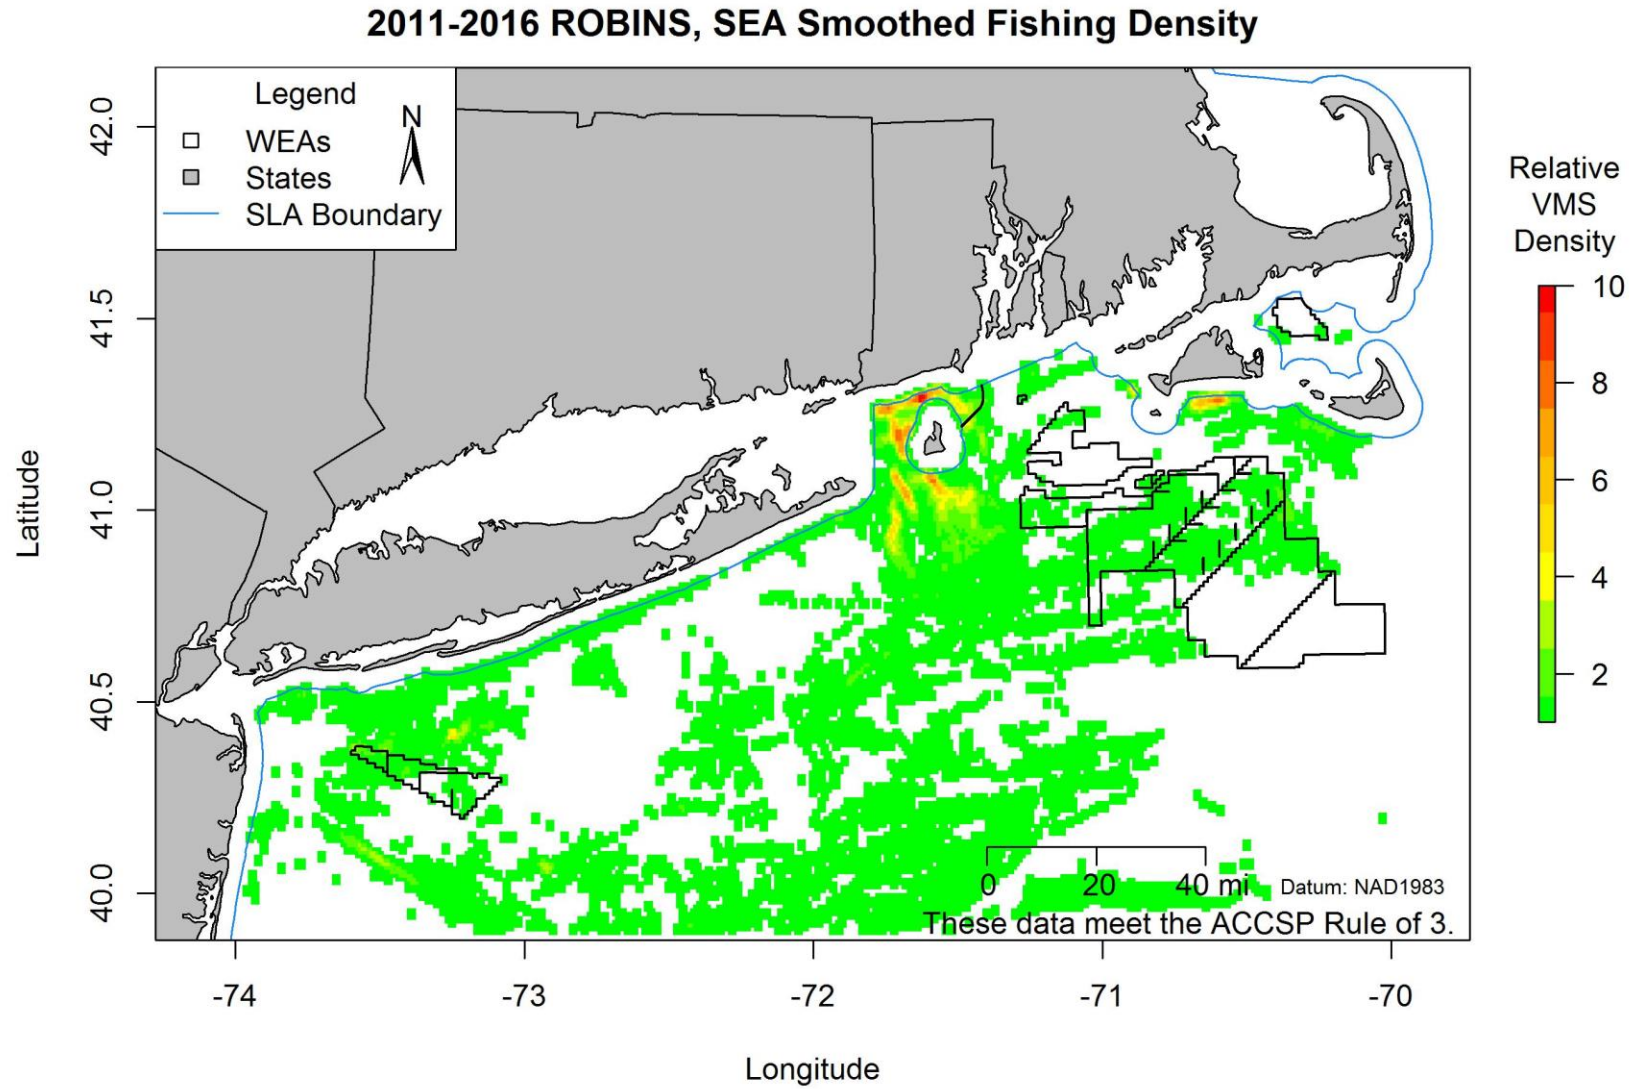 2011-2016 ROBINS, SEA Smoothed Fishing Density
Legend
N
WEAs
States
SLA Boundary
Relative
VMS
Density
10
8
6
4
2
Latitude
42.0
41.5
41.0
40.5
40.0
0 20 40 mi Datum: NAD1983
These data meet the ACCSP Rule of 3.
-74 -73 -72 -71 -70
Longitude